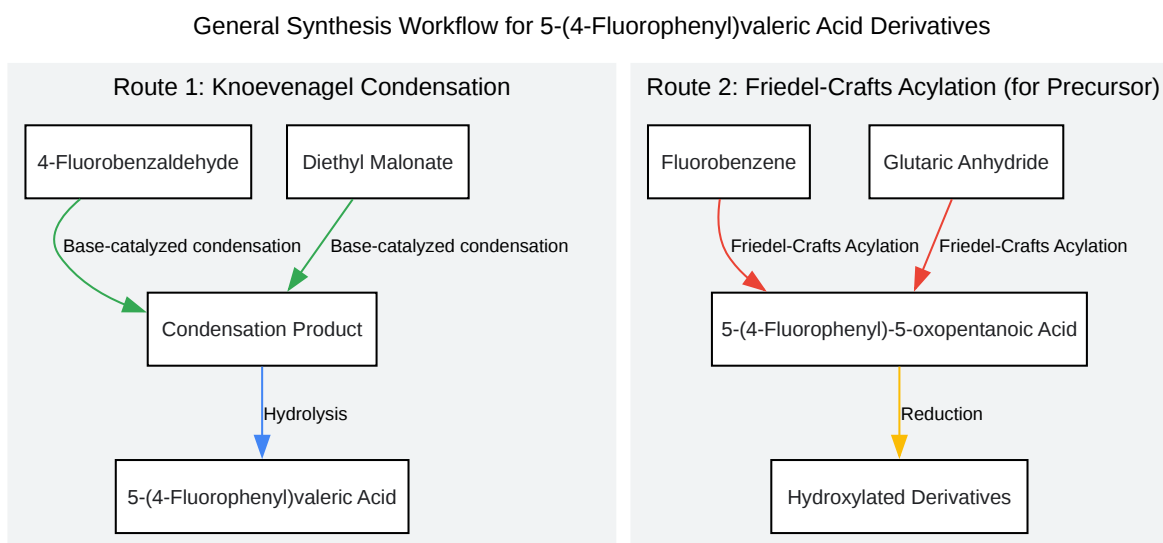 General Synthesis Workflow for 5-(4-Fluorophenyl)valeric Acid Derivatives
Route 1: Knoevenagel Condensation
4-Fluorobenzaldehyde
Diethyl Malonate
Base-catalyzed condensation
Base-catalyzed condensation
Condensation Product
Hydrolysis
5-(4-Fluorophenyl)valeric Acid
Route 2: Friedel-Crafts Acylation (for Precursor)
Fluorobenzene
Glutaric Anhydride
Friedel-Crafts Acylation
Friedel-Crafts Acylation
5-(4-Fluorophenyl)-5-oxopentanoic Acid
Reduction
Hydroxylated Derivatives